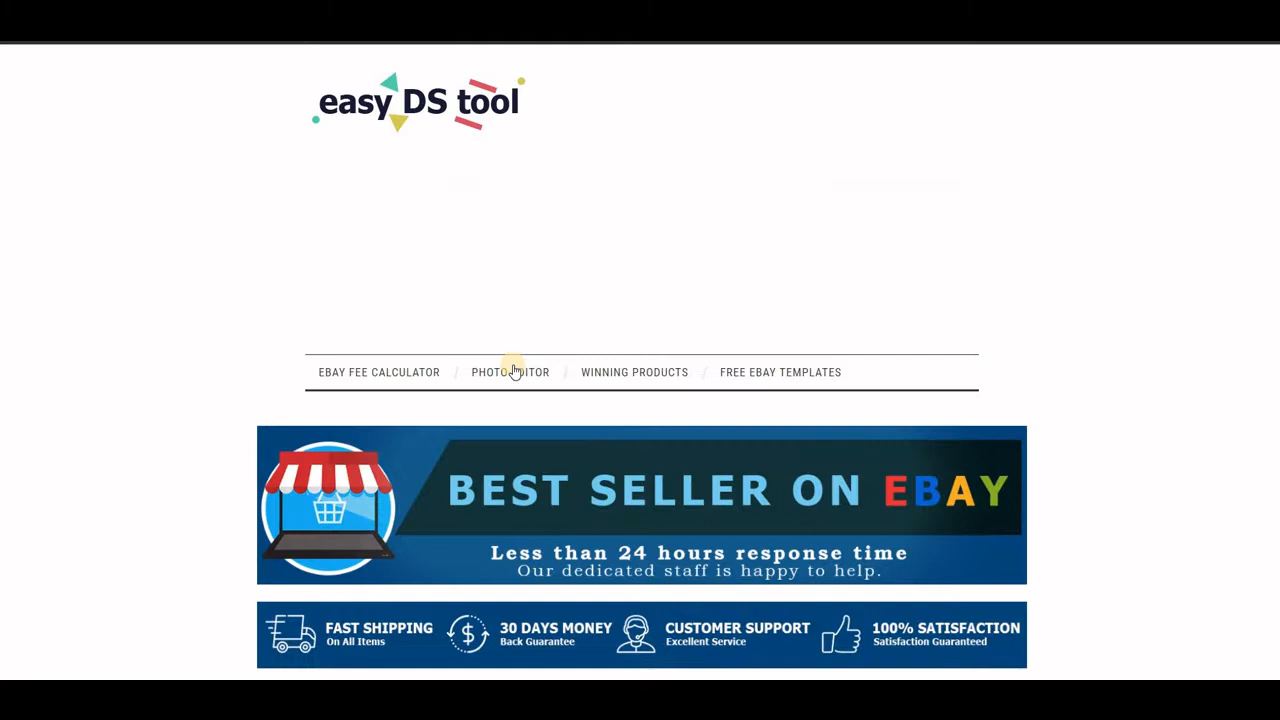 easy DS tool
EBAY FEE CALCULATOR / PHOTO EDITOR / WINNING PRODUCTS / FREE EBAY TEMPLATES
BEST SELLER ON EBAY
Less than 24 hours response time
Our dedicated staff is happy to help.
FAST SHIPPING
On All Items
30 DAYS MONEY
Back Guarantee
CUSTOMER SUPPORT
Excellent Service
100% SATISFACTION
Satisfaction Guaranteed